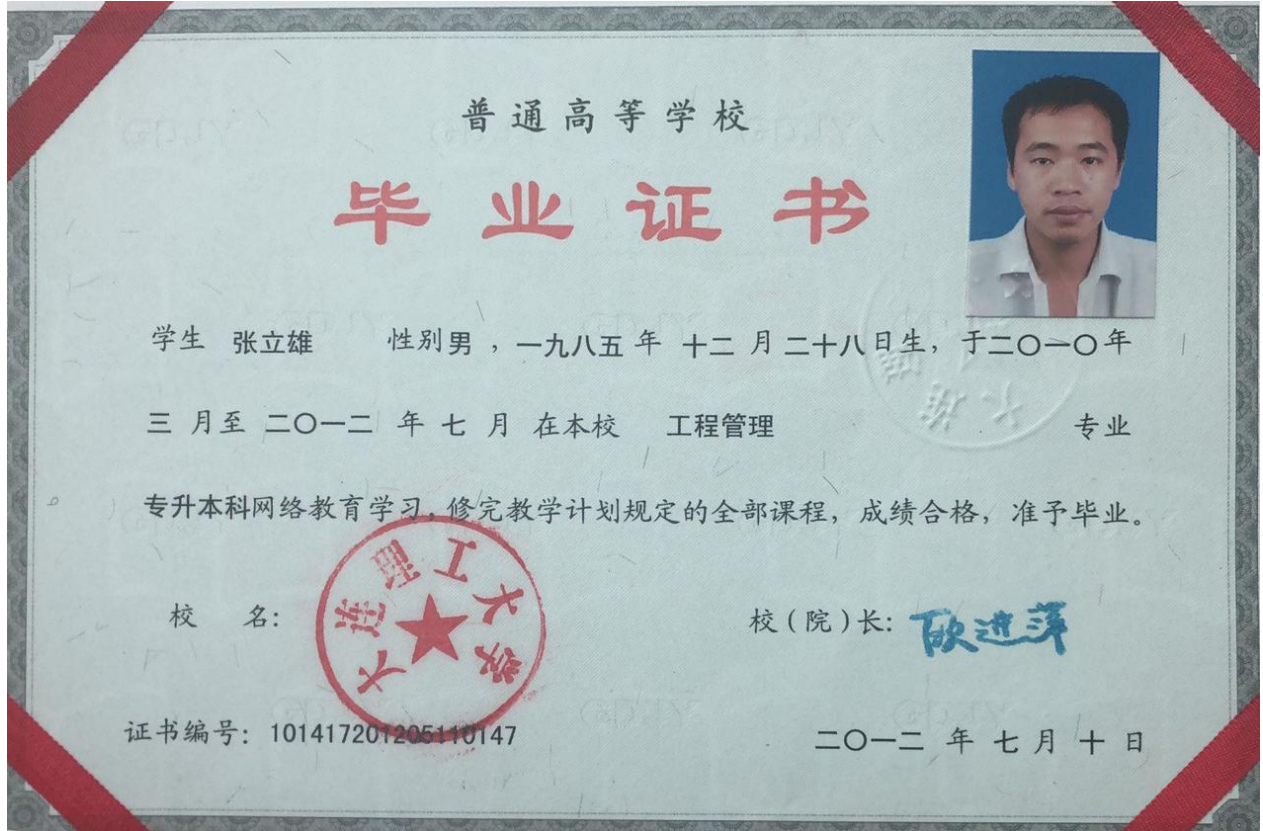 普通高等学校
毕业证书
学生 张立雄 性别男，一九八五年 十二月二十八日生，于二〇一〇年
三 月至 二〇一二 年 七 月 在本校 工程管理 专业
专升本科网络教育学习，修完教学计划规定的全部课程，成绩合格，准予毕业。
校 名：
大连理工大学
校（院）长：欧进萍
证书编号：101417201205110147
二〇一二 年 七 月 十 日